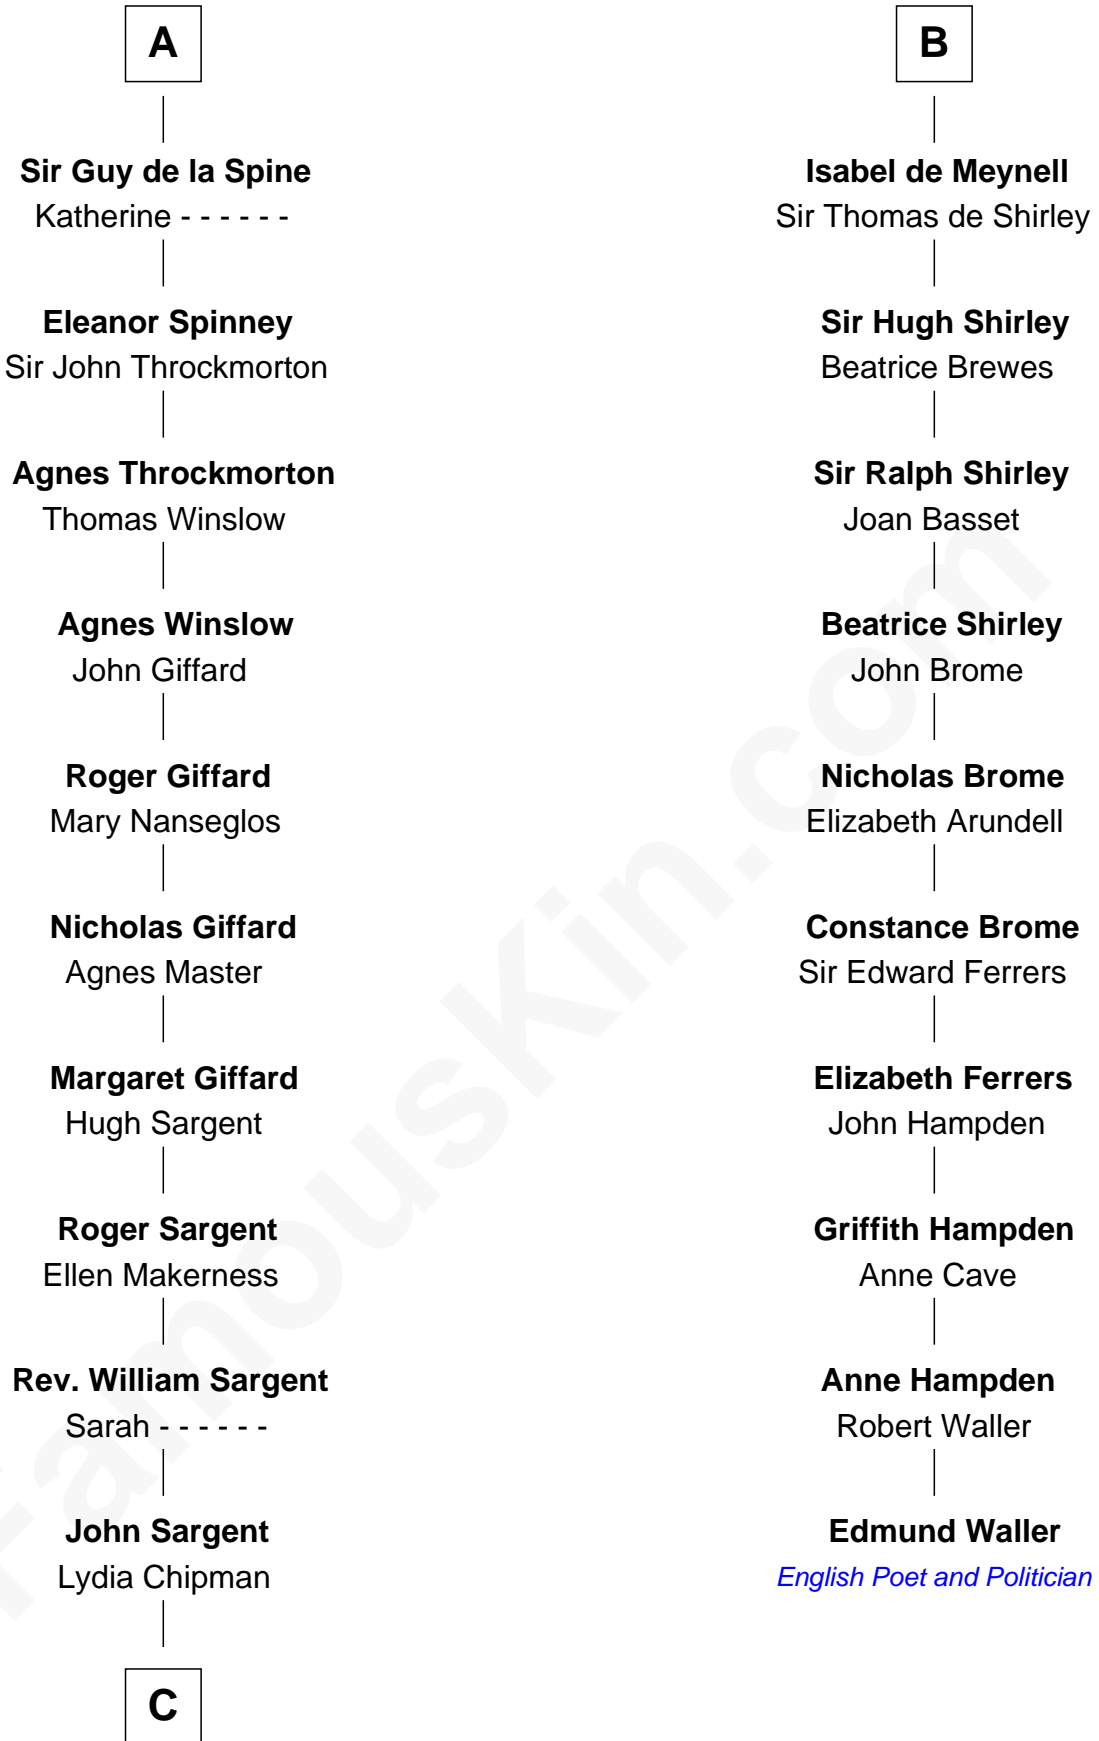 A
Sir Guy de la Spine
Katherine - - - - - -
Eleanor Spinney
Sir John Throckmorton
Agnes Throckmorton
Thomas Winslow
Agnes Winslow
John Giffard
Roger Giffard
Mary Nanseglos
Nicholas Giffard
Agnes Master
Margaret Giffard
Hugh Sargent
Roger Sargent
Ellen Makerness
Rev. William Sargent
Sarah - - - - - -
John Sargent
Lydia Chipman
C
B
Isabel de Meynell
Sir Thomas de Shirley
Sir Hugh Shirley
Beatrice Brewes
Sir Ralph Shirley
Joan Basset
Beatrice Shirley
John Brome
Nicholas Brome
Elizabeth Arundell
Constance Brome
Sir Edward Ferrers
Elizabeth Ferrers
John Hampden
Griffith Hampden
Anne Cave
Anne Hampden
Robert Waller
Edmund Waller
English Poet and Politician
FamousKin.com